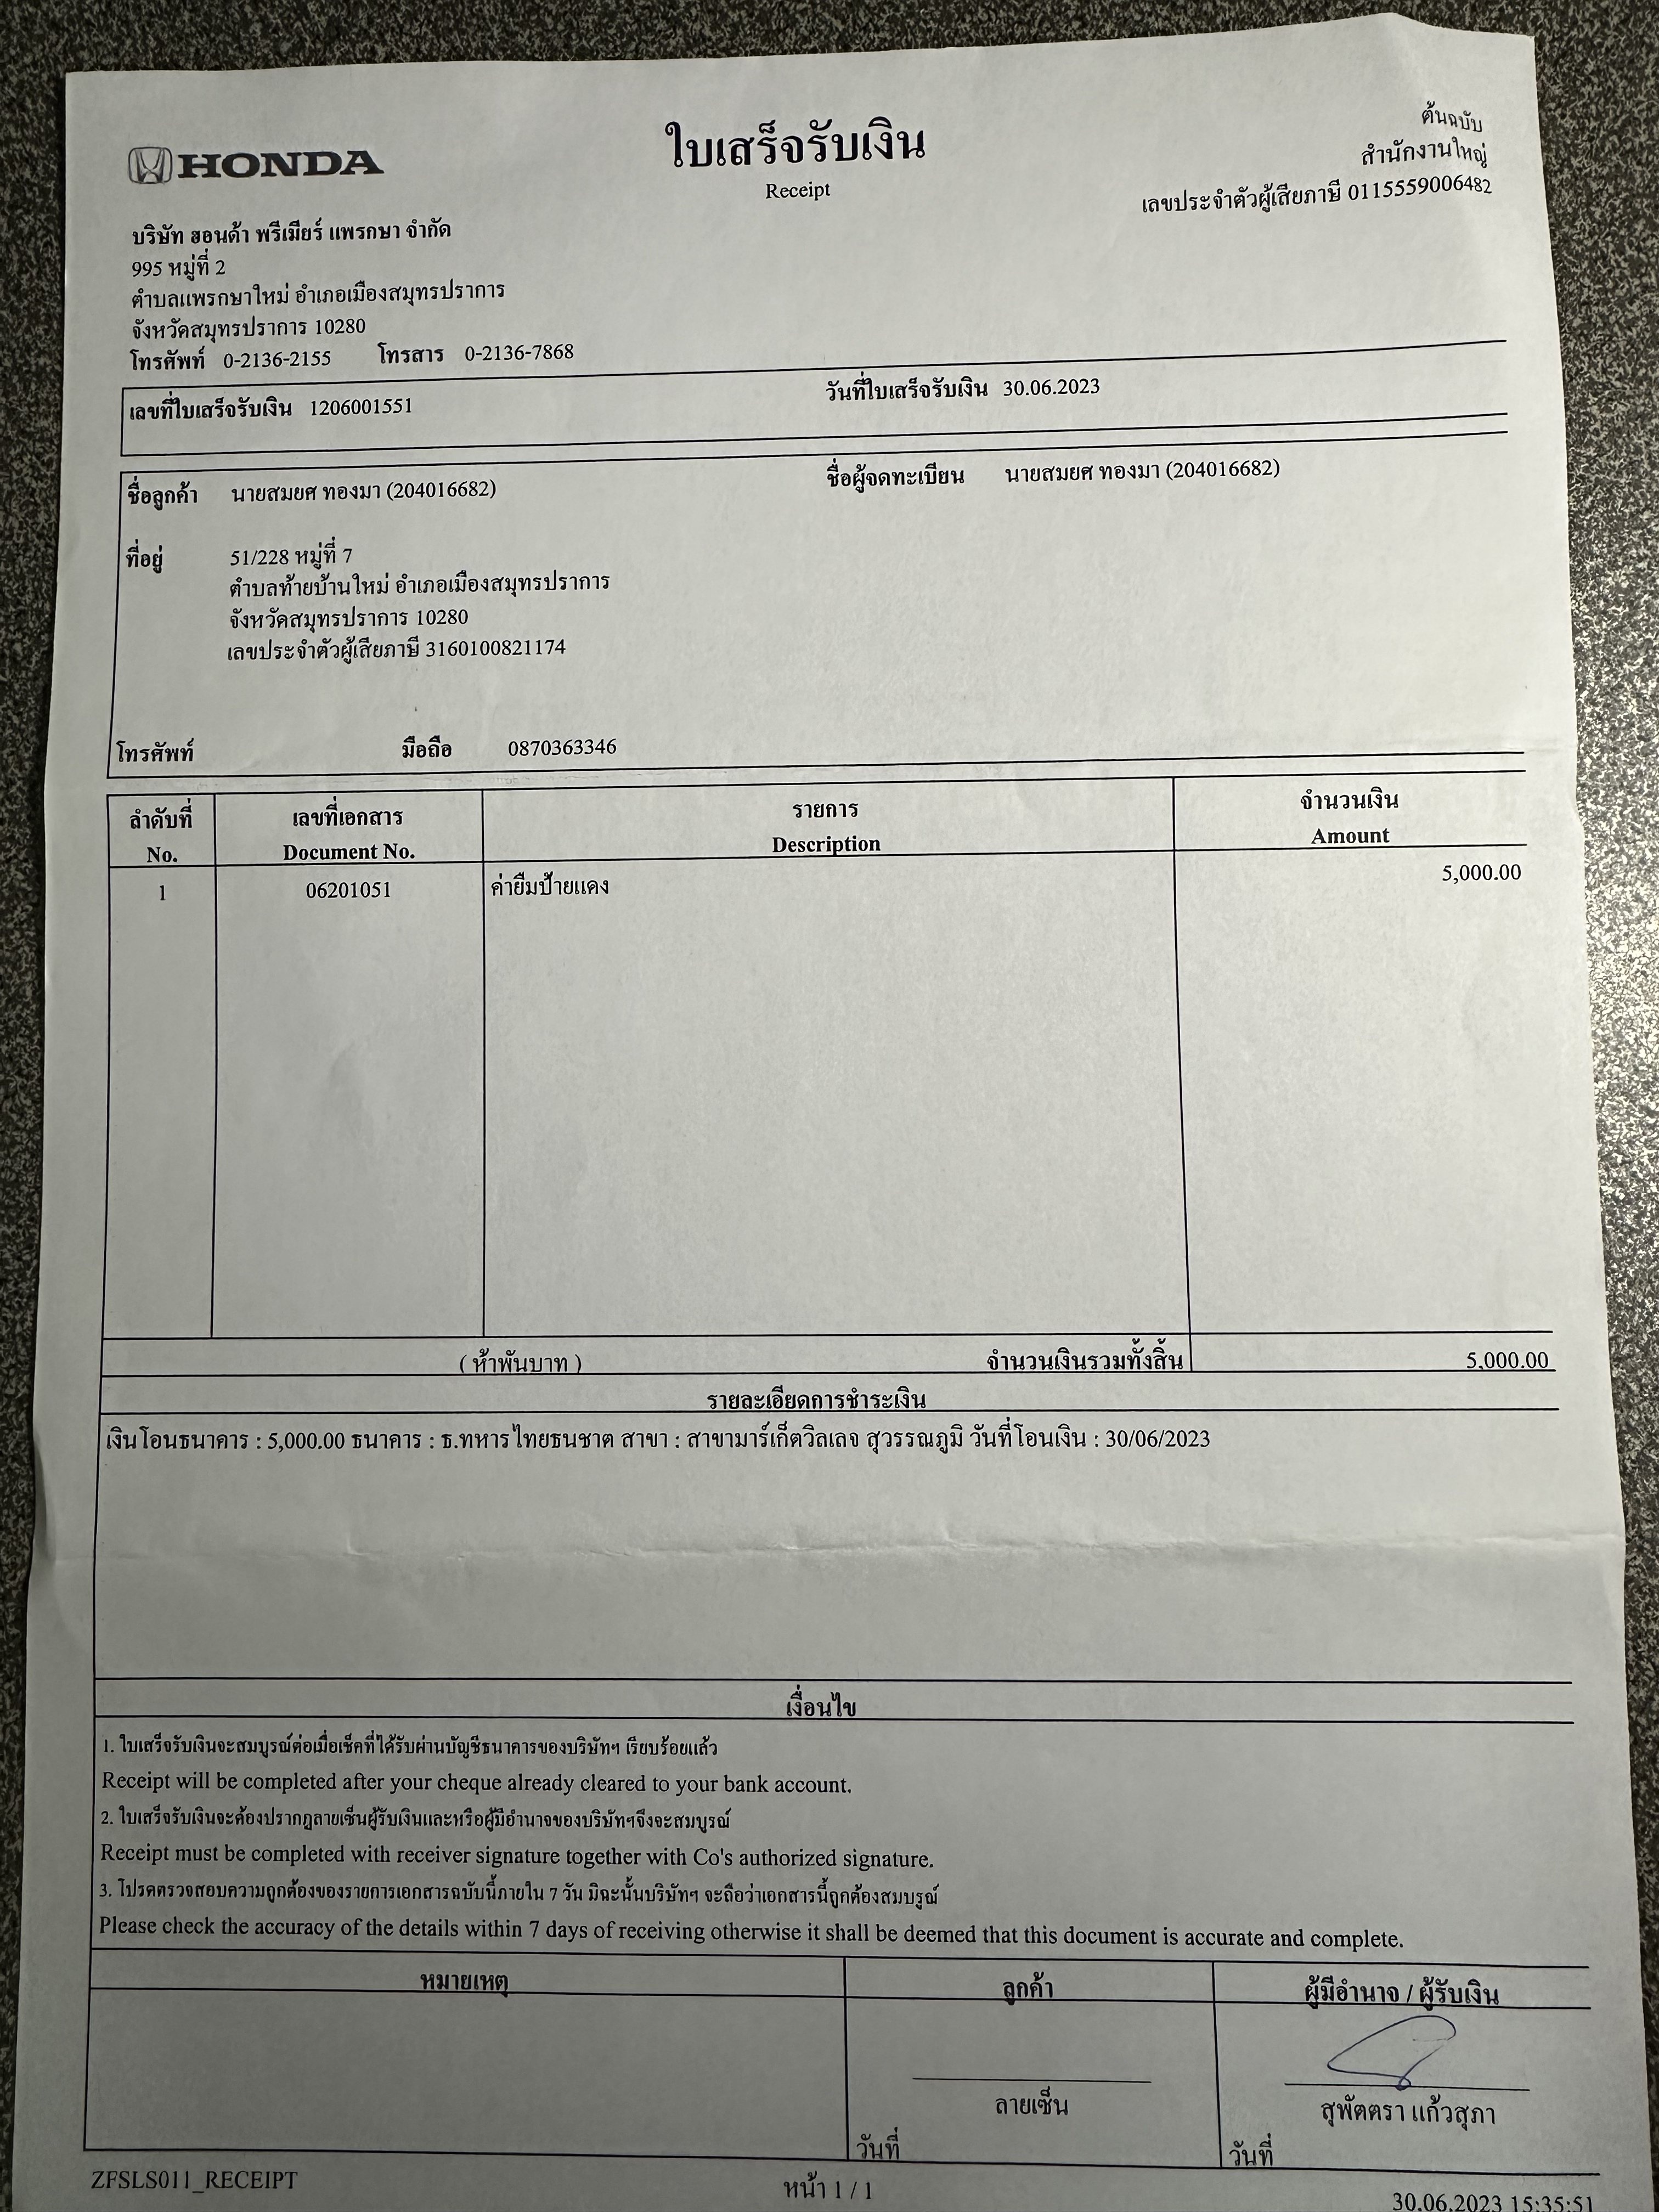 HONDA
ใบเสร็จรับเงิน
Receipt
ต้นฉบับ
สำนักงานใหญ่
เลขประจำตัวผู้เสียภาษี 0115559006482
บริษัท ฮอนด้า พรีเมียร์ แพรกษา จำกัด
995 หมู่ที่ 2
ตำบลแพรกษาใหม่ อำเภอเมืองสมุทรปราการ
จังหวัดสมุทรปราการ 10280
โทรศัพท์ 0-2136-2155 โทรสาร 0-2136-7868
เลขที่ใบเสร็จรับเงิน 1206001551 วันที่ใบเสร็จรับเงิน 30.06.2023
ชื่อลูกค้า นายสมยศ ทองมา (204016682) ชื่อผู้จดทะเบียน นายสมยศ ทองมา (204016682)
ที่อยู่ 51/228 หมู่ที่ 7
ตำบลท้ายบ้านใหม่ อำเภอเมืองสมุทรปราการ
จังหวัดสมุทรปราการ 10280
เลขประจำตัวผู้เสียภาษี 3160100821174
โทรศัพท์ มือถือ 0870363346
ลำดับที่ เลขที่เอกสาร รายการ จำนวนเงิน
No. Document No. Description Amount
1 06201051 ค่ายืมป้ายแดง 5,000.00
( ห้าพันบาท ) จำนวนเงินรวมทั้งสิ้น 5,000.00
รายละเอียดการชำระเงิน
เงินโอนธนาคาร : 5,000.00 ธนาคาร : ธ.ทหารไทยธนชาต สาขา : สาขามาร์เก็ตวิลเลจ สุวรรณภูมิ วันที่โอนเงิน : 30/06/2023
เงื่อนไข
1. ใบเสร็จรับเงินจะสมบูรณ์ต่อเมื่อเช็คที่ได้รับผ่านบัญชีธนาคารของบริษัทฯ เรียบร้อยแล้ว
Receipt will be completed after your cheque already cleared to your bank account.
2. ใบเสร็จรับเงินจะต้องปรากฏลายเซ็นผู้รับเงินและหรือผู้มีอำนาจของบริษัทฯจึงจะสมบูรณ์
Receipt must be completed with receiver signature together with Co's authorized signature.
3. โปรดตรวจสอบความถูกต้องของรายการเอกสารฉบับนี้ภายใน 7 วัน มิฉะนั้นบริษัทฯ จะถือว่าเอกสารนี้ถูกต้องสมบรูณ์
Please check the accuracy of the details within 7 days of receiving otherwise it shall be deemed that this document is accurate and complete.
หมายเหตุ ลูกค้า ผู้มีอำนาจ / ผู้รับเงิน
ลายเซ็น สุพัตตรา แก้วสุภา
วันที่ วันที่
ZFSLS011_RECEIPT หน้า 1 / 1 30.06.2023 15:35:51